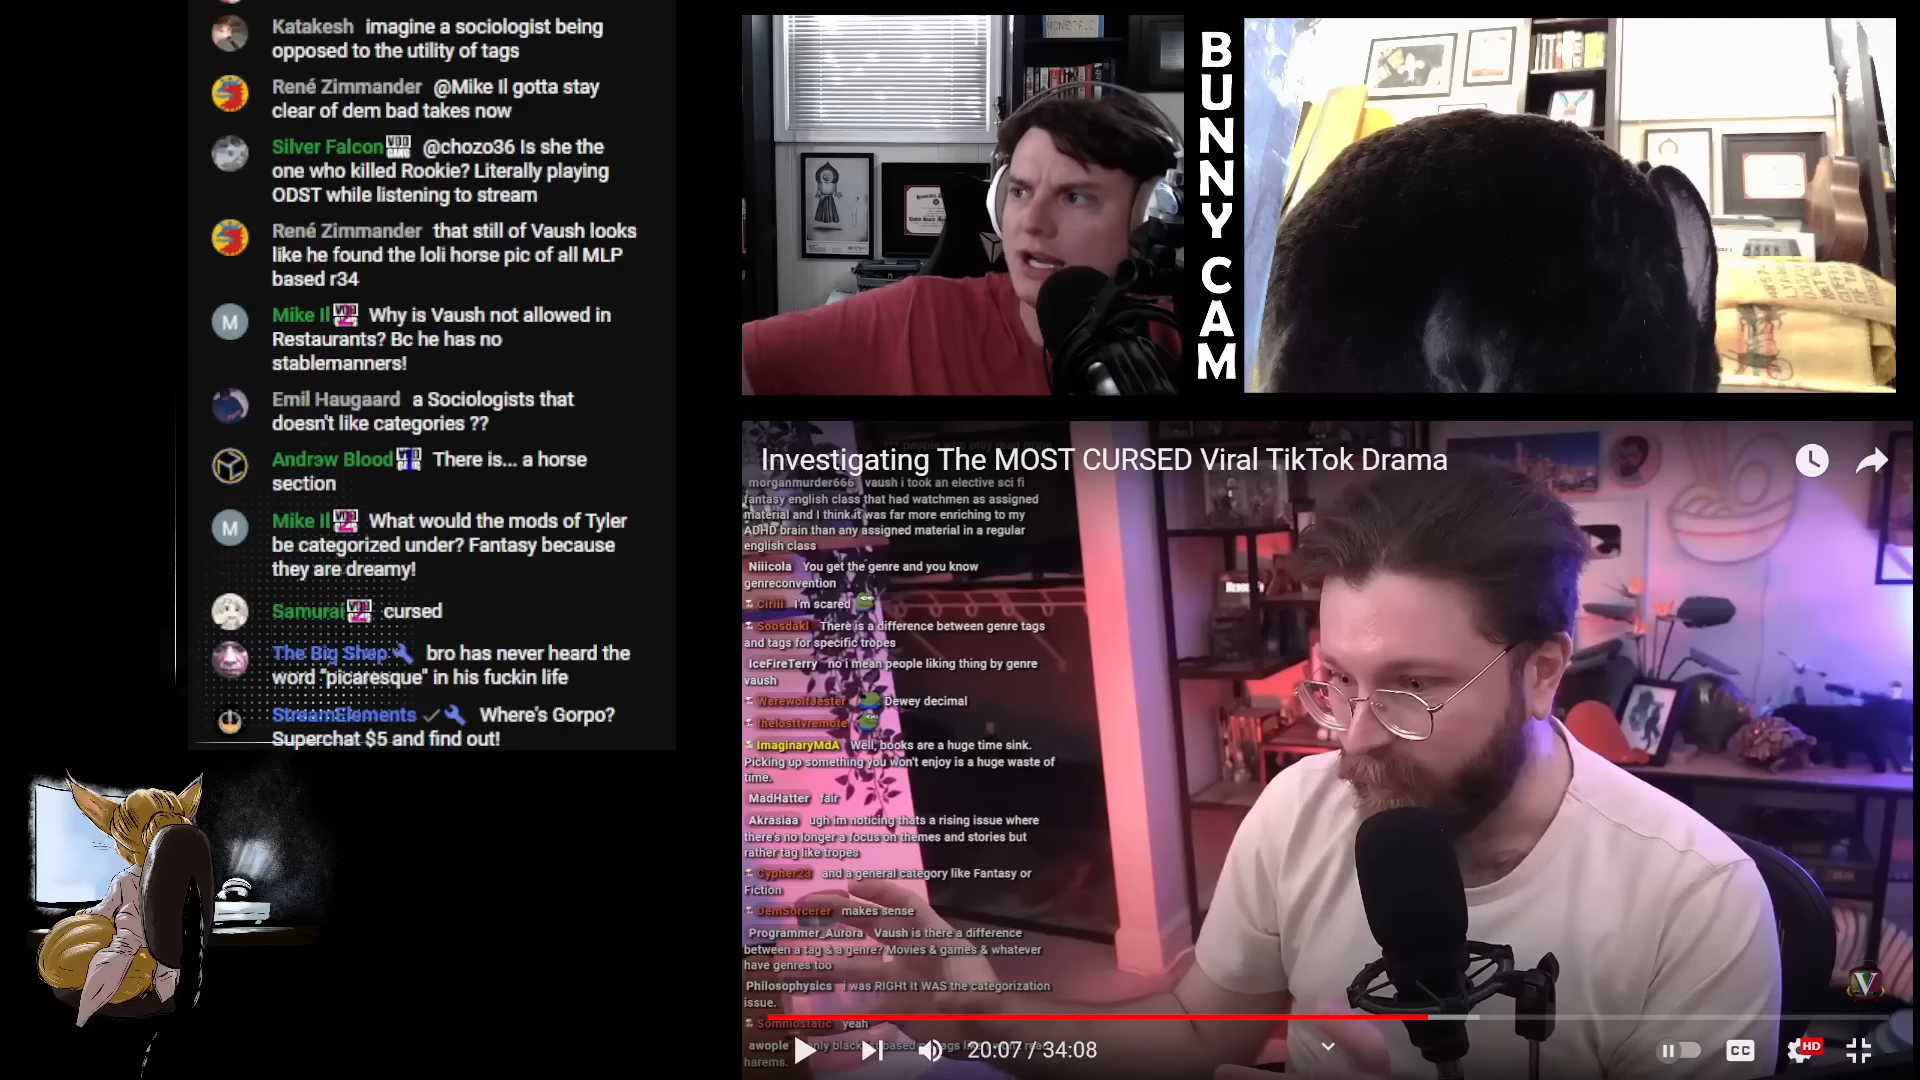 Katakesh imagine a sociologist being
opposed to the utility of tags
René Zimmander @Mike Il gotta stay
clear of dem bad takes now
Silver Falcon @chozo36 Is she the
one who killed Rookie? Literally playing
ODST while listening to stream
René Zimmander that still of Vaush looks
like he found the loli horse pic of all MLP
based r34
M
Mike Il Why is Vaush not allowed in
Restaurants? Bc he has no
stablemanners!
Emil Haugaard a Sociologists that
doesn't like categories ??
Andrew Blood There is... a horse
section
M
Mike Il What would the mods of Tyler
be categorized under? Fantasy because
they are dreamy!
Samurai cursed
The Big Shep bro has never heard the
word "picaresque" in his fuckin life
StreamElements Where's Gorpo?
Superchat $5 and find out!
BUNNY CAM
Investigating The MOST CURSED Viral TikTok Drama
morganmurder666 vaush i took an elective sci fi
fantasy english class that had watchmen as assigned
material and I think it was far more enriching to my
ADHD brain than any assigned material in a regular
english class
Niiicola You get the genre and you know
genreconvention
Cirili I'm scared
Soosdakl There is a difference between genre tags
and tags for specific tropes
IceFireTerry no i mean people liking thing by genre
vaush
WerewolfJester Dewey decimal
thelosttvremote
ImaginaryMdA Well, books are a huge time sink.
Picking up something you won't enjoy is a huge waste of
time.
MadHatter fair
Akrasiaa ugh im noticing thats a rising issue where
there's no longer a focus on themes and stories but
rather tag like tropes
Cypher23 and a general category like Fantasy or
Fiction
DemSorcerer makes sense
Programmer_Aurora Vaush is there a difference
between a tag & a genre? Movies & games & whatever
have genres too
Philosophysics i was RIGHt It WAS the categorization
issue.
Somniostatic yeah
awople
harems.
20:07 / 34:08
CC
HD
V